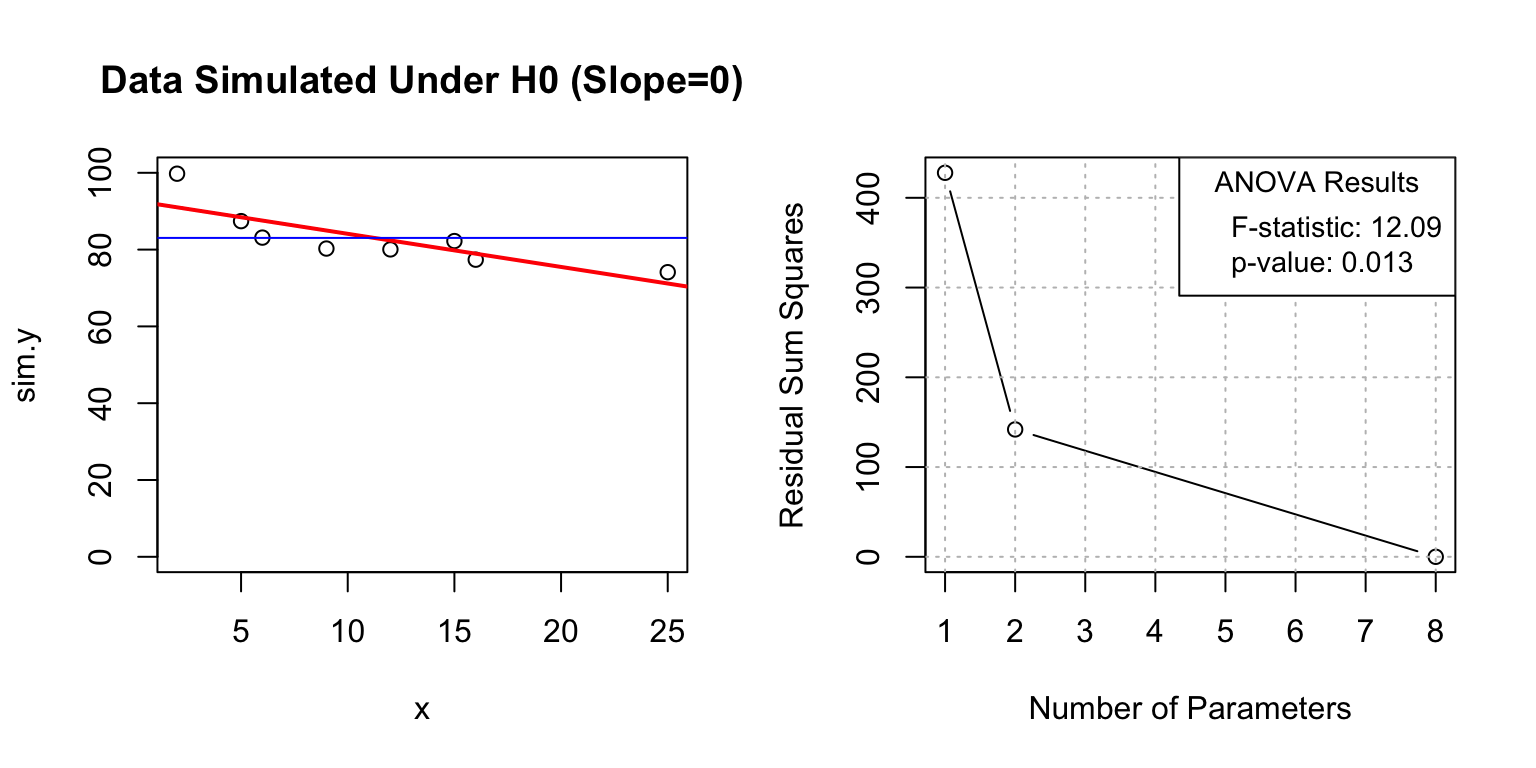 Data Simulated Under H0 (Slope=0)
sim.y
100
80
60
40
20
0
5 10 15 20 25
x
Residual Sum Squares
400
300
200
100
0
ANOVA Results
F-statistic: 12.09
p-value: 0.013
1 2 3 4 5 6 7 8
Number of Parameters